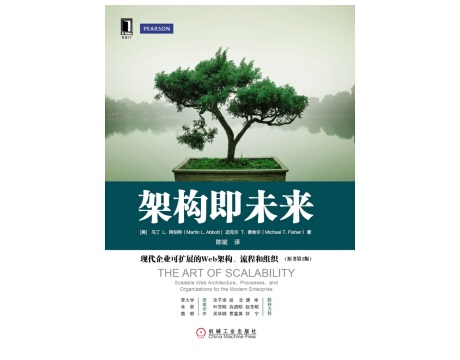 PEARSON
架构即未来
[美] 马丁 L. 阿伯特（Martin L. Abbott） 迈克尔 T. 费舍尔（Michael T. Fisher） 著
陈斌 译
现代企业可扩展的Web架构、流程和组织（原书第2版）
THE ART OF SCALABILITY
Scalable Web Architecture, Processes, and
Organizations for the Modern Enterprise
机械工业出版社
China Machine Press